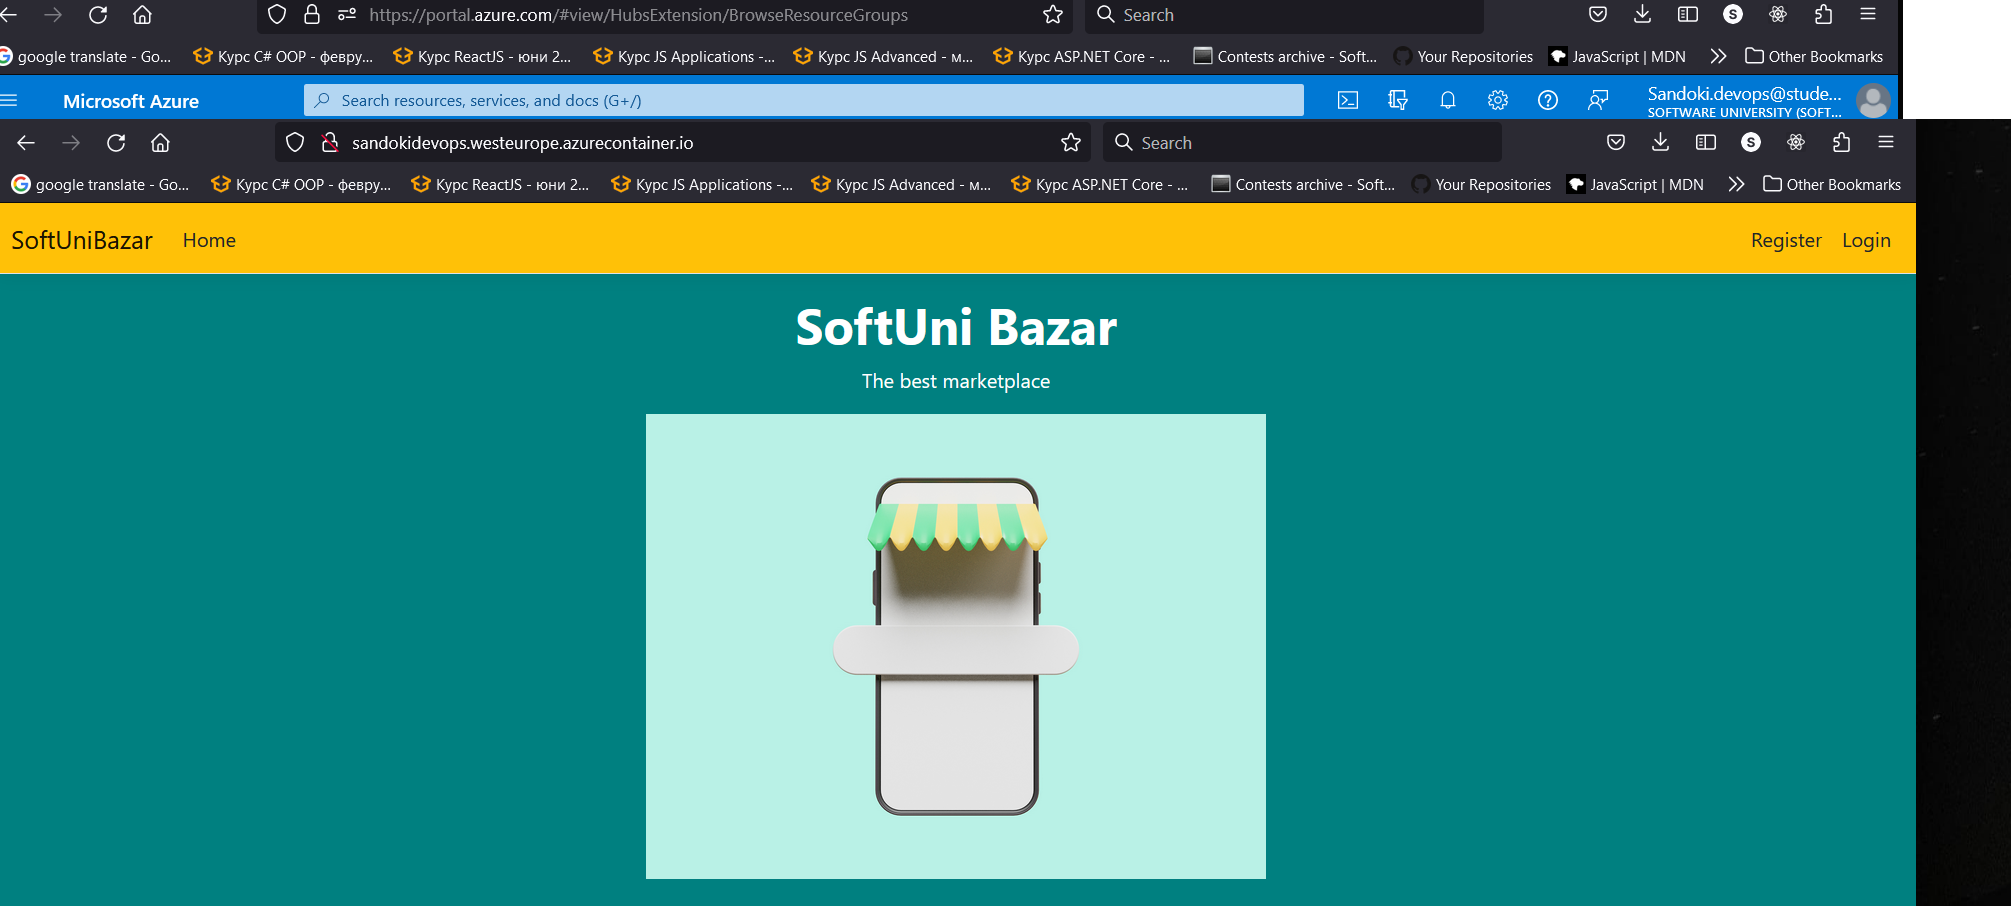 https://portal.azure.com/#view/HubsExtension/BrowseResourceGroups
Search
google translate - Go...
Курс C# OOP - февру...
Курс ReactJS - юни 2...
Курс JS Applications -...
Курс JS Advanced - м...
Курс ASP.NET Core - ...
Contests archive - Soft...
Your Repositories
JavaScript | MDN
Other Bookmarks
Microsoft Azure
Search resources, services, and docs (G+/)
Sandoki.devops@stude...
SOFTWARE UNIVERSITY (SOFT...
sandokidevops.westeurope.azurecontainer.io
Search
google translate - Go...
Курс C# OOP - февру...
Курс ReactJS - юни 2...
Курс JS Applications -...
Курс JS Advanced - м...
Курс ASP.NET Core - ...
Contests archive - Soft...
Your Repositories
JavaScript | MDN
Other Bookmarks
SoftUniBazar
Home
Register
Login
SoftUni Bazar
The best marketplace